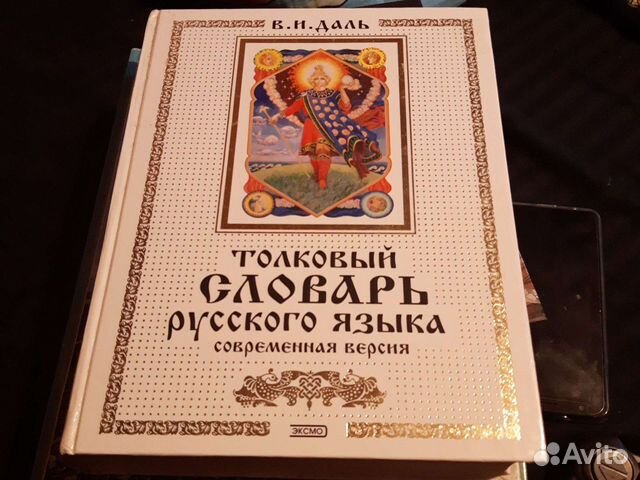 В.И.ДАЛЬ
ТОЛКОВЫЙ
СЛОВАРЬ
РУССКОГО ЯЗЫКА
СОВРЕМЕННАЯ ВЕРСИЯ
ЭКСМО
Avito